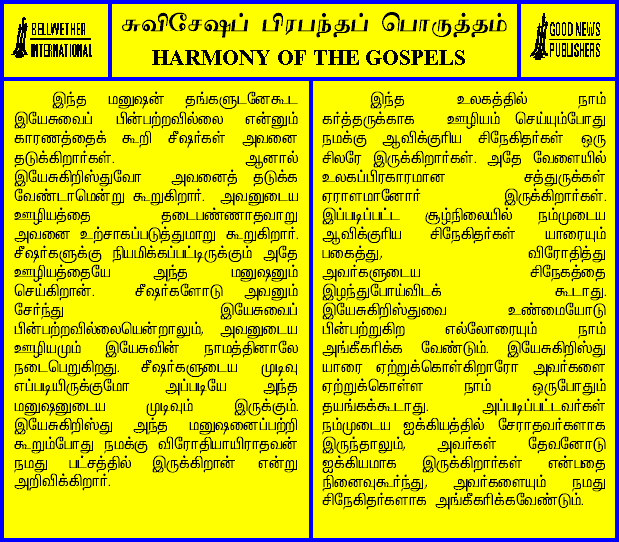 BELLWETHER
INTERNATIONAL
சுவிசேஷப் பிரபந்தப் பொருத்தம்
HARMONY OF THE GOSPELS
GOOD NEWS
PUBLISHERS
இந்த மனுஷன் தங்களுடனேகூட
இயேசுவைப் பின்பற்றவில்லை என்னும்
காரணத்தைக் கூறி சீஷர்கள் அவனை
தடுக்கிறார்கள். ஆனால்
இயேசுகிறிஸ்துவோ அவனைத் தடுக்க
வேண்டாமென்று கூறுகிறார். அவனுடைய
ஊழியத்தை தடைபண்ணாதவாறு
அவனை உற்சாகப்படுத்துமாறு கூறுகிறார்.
சீஷர்களுக்கு நியமிக்கப்பட்டிருக்கும் அதே
ஊழியத்தையே அந்த மனுஷனும்
செய்கிறான். சீஷர்களோடு அவனும்
சேர்ந்து இயேசுவைப்
பின்பற்றவில்லையென்றாலும், அவனுடைய
ஊழியமும் இயேசுவின் நாமத்தினாலே
நடைபெறுகிறது. சீஷர்களுடைய முடிவு
எப்படியிருக்குமோ அப்படியே அந்த
மனுஷனுடைய முடிவும் இருக்கும்.
இயேசுகிறிஸ்து அந்த மனுஷனைப்பற்றி
கூறும்போது நமக்கு விரோதியாயிராதவன்
நமது பட்சத்தில் இருக்கிறான் என்று
அறிவிக்கிறார்.
இந்த உலகத்தில் நாம்
கர்த்தருக்காக ஊழியம் செய்யும்போது
நமக்கு ஆவிக்குரிய சிநேகிதர்கள் ஒரு
சிலரே இருக்கிறார்கள். அதே வேளையில்
உலகப்பிரகாரமான சத்துருக்கள்
ஏராளமானோர் இருக்கிறார்கள்.
இப்படிப்பட்ட சூழ்நிலையில் நம்முடைய
ஆவிக்குரிய சிநேகிதர்கள் யாரையும்
பகைத்து, விரோதித்து
அவர்களுடைய சிநேகத்தை
இழந்துபோய்விடக் கூடாது.
இயேசுகிறிஸ்துவை உண்மையோடு
பின்பற்றுகிற எல்லோரையும் நாம்
அங்கீகரிக்க வேண்டும். இயேசுகிறிஸ்து
யாரை ஏற்றுக்கொள்கிறாரோ அவர்களை
ஏற்றுக்கொள்ள நாம் ஒருபோதும்
தயங்கக்கூடாது. அப்படிப்பட்டவர்கள்
நம்முடைய ஐக்கியத்தில் சேராதவர்களாக
இருந்தாலும், அவர்கள் தேவனோடு
ஐக்கியமாக இருக்கிறார்கள் என்பதை
நினைவுகூர்ந்து, அவர்களையும் நமது
சிநேகிதர்களாக அங்கீகரிக்கவேண்டும்.